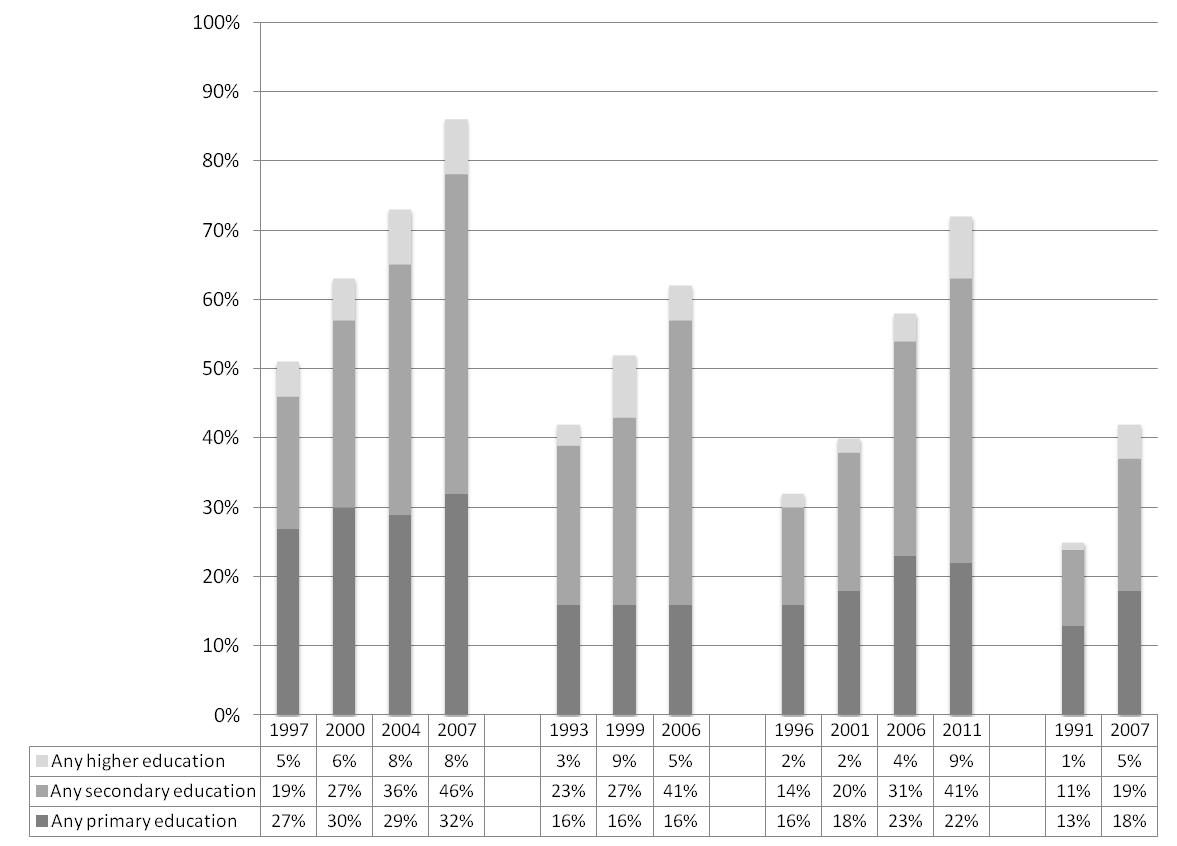 100%
90%
80%
70%
60%
50%
40%
30%
20%
10%
0%
1997 2000 2004 2007 1993 1999 2006 1996 2001 2006 2011 1991 2007
Any higher education 5% 6% 8% 8% 3% 9% 5% 2% 2% 4% 9% 1% 5%
Any secondary education 19% 27% 36% 46% 23% 27% 41% 14% 20% 31% 41% 11% 19%
Any primary education 27% 30% 29% 32% 16% 16% 16% 16% 18% 23% 22% 13% 18%